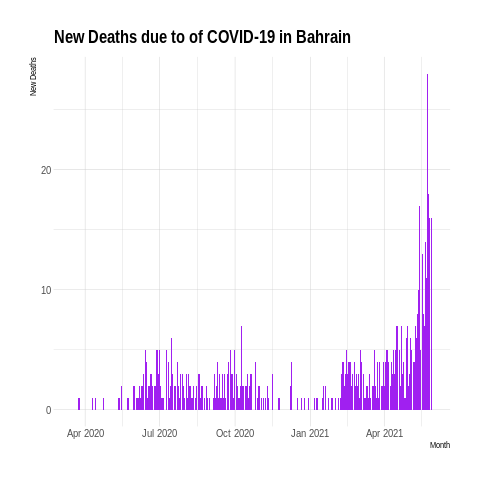 New Deaths due to of COVID-19 in Bahrain
New Deaths
20
10
0
Apr 2020 Jul 2020 Oct 2020 Jan 2021 Apr 2021
Month